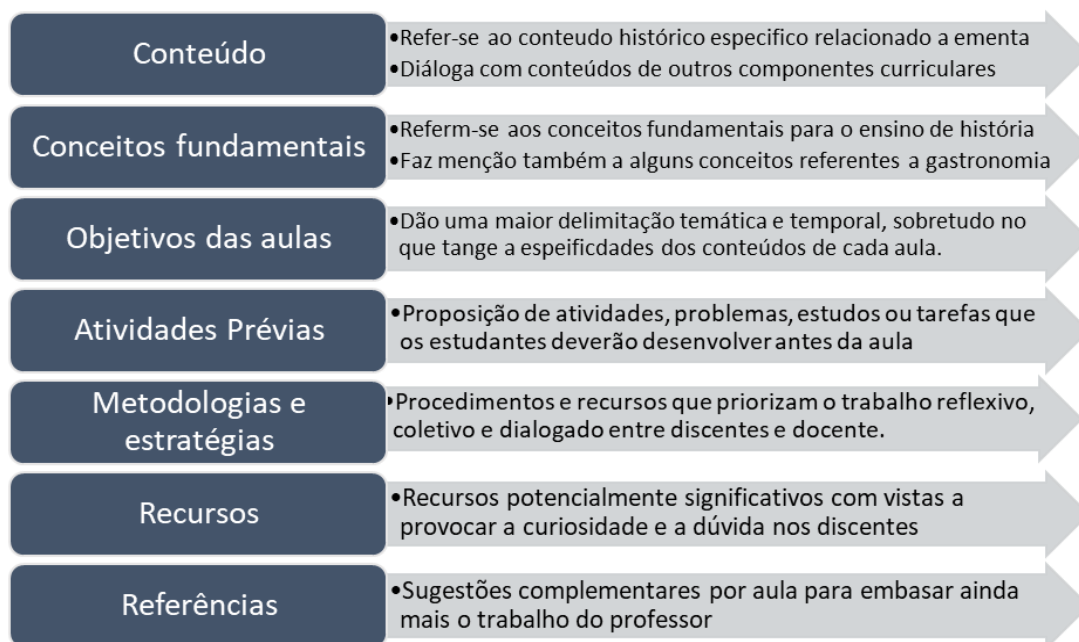 Conteúdo
•Refer-se ao conteudo histórico especifico relacionado a ementa
•Diáloga com conteúdos de outros componentes curriculares
Conceitos fundamentais
•Referm-se aos conceitos fundamentais para o ensino de história
•Faz menção também a alguns conceitos referentes a gastronomia
Objetivos das aulas
•Dão uma maior delimitação temática e temporal, sobretudo no
que tange a espeificdades dos conteúdos de cada aula.
Atividades Prévias
•Proposição de atividades, problemas, estudos ou tarefas que
os estudantes deverão desenvolver antes da aula
Metodologias e
estratégias
•Procedimentos e recursos que priorizam o trabalho reflexivo,
coletivo e dialogado entre discentes e docente.
Recursos
•Recursos potencialmente significativos com vistas a
provocar a curiosidade e a dúvida nos discentes
Referências
•Sugestões complementares por aula para embasar ainda
mais o trabalho do professor